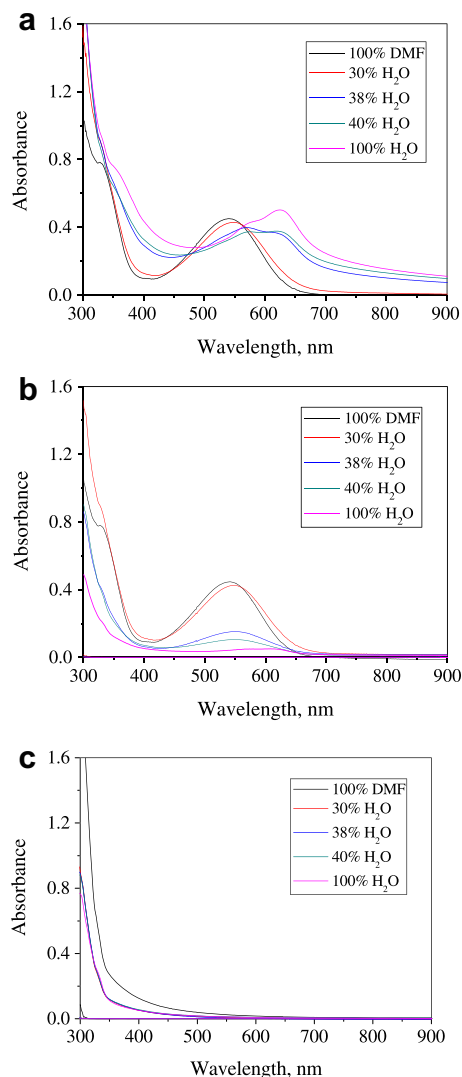 a
1.6
1.2
0.8
0.4
0.0
Absorbance
100% DMF
30% H₂O
38% H₂O
40% H₂O
100% H₂O
300 400 500 600 700 800 900
Wavelength, nm
b
1.6
1.2
0.8
0.4
0.0
Absorbance
100% DMF
30% H₂O
38% H₂O
40% H₂O
100% H₂O
300 400 500 600 700 800 900
Wavelength, nm
c
1.6
1.2
0.8
0.4
0.0
Absorbance
100% DMF
30% H₂O
38% H₂O
40% H₂O
100% H₂O
300 400 500 600 700 800 900
Wavelength, nm